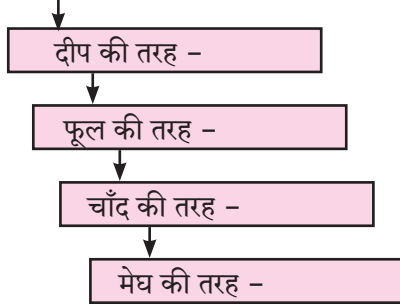 दीप की तरह –
फूल की तरह –
चाँद की तरह –
मेघ की तरह –